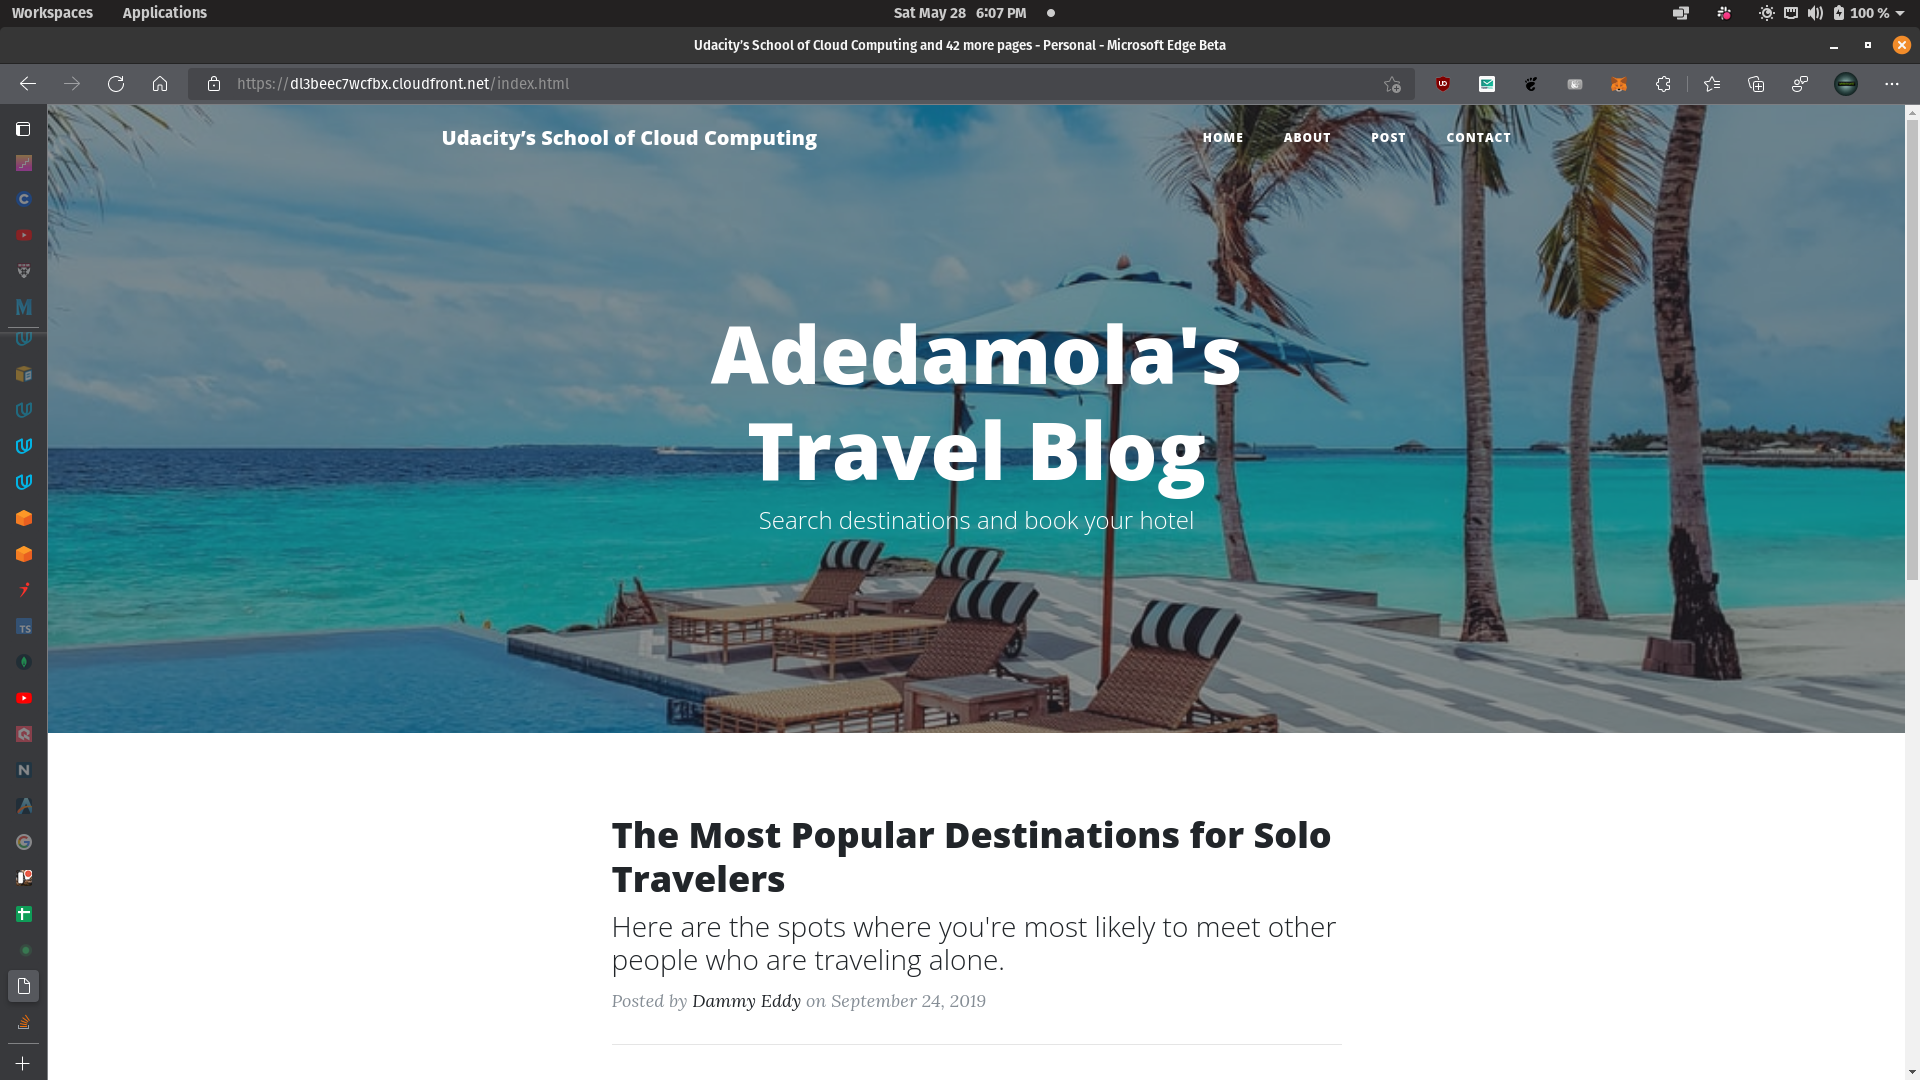 Workspaces Applications Sat May 28 6:07 PM 100 %
Udacity's School of Cloud Computing and 42 more pages - Personal - Microsoft Edge Beta
https://dl3beec7wcfbx.cloudfront.net/index.html
Udacity’s School of Cloud Computing HOME ABOUT POST CONTACT
Adedamola's
Travel Blog
Search destinations and book your hotel
The Most Popular Destinations for Solo
Travelers
Here are the spots where you're most likely to meet other
people who are traveling alone.
Posted by Dammy Eddy on September 24, 2019